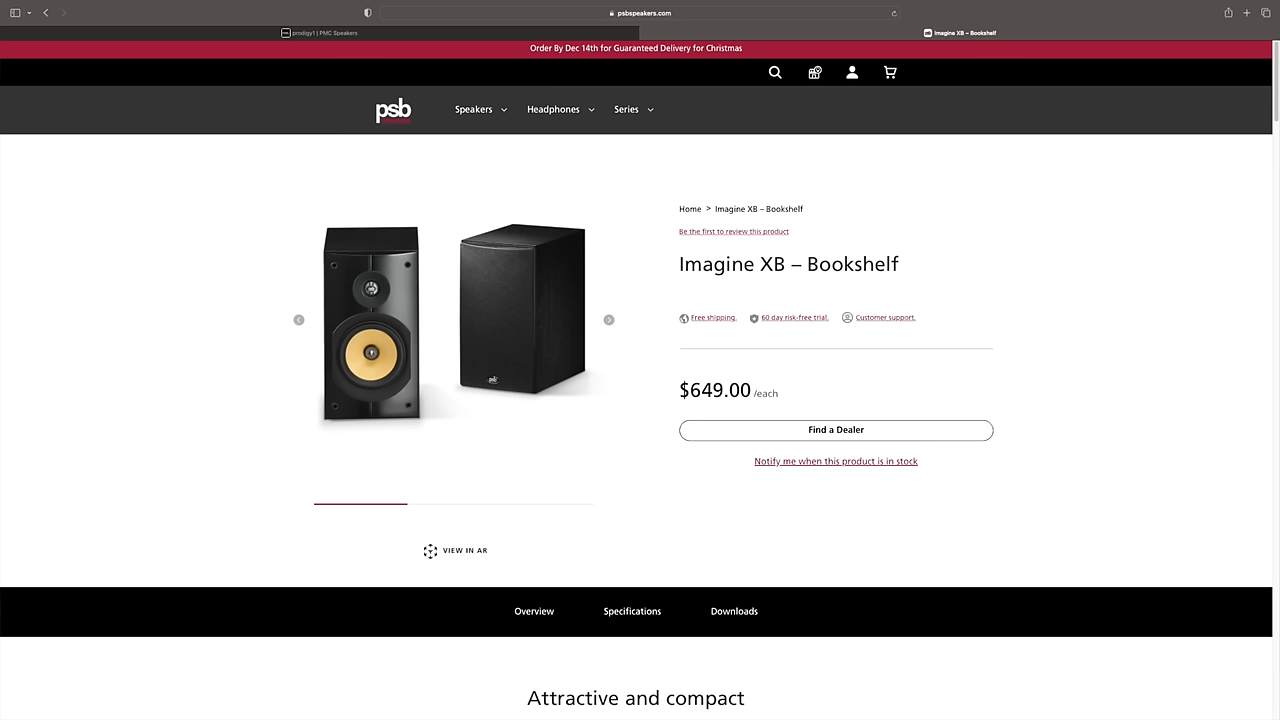 psbspeakers.com
prodigy1 | PMC Speakers
Imagine XB – Bookshelf
Order By Dec 14th for Guaranteed Delivery for Christmas
psb
Speakers
Headphones
Series
Home > Imagine XB – Bookshelf
Be the first to review this product
Imagine XB – Bookshelf
Free shipping.
60 day risk-free trial.
Customer support.
$649.00 /each
Find a Dealer
Notify me when this product is in stock
psb
VIEW IN AR
Overview
Specifications
Downloads
Attractive and compact